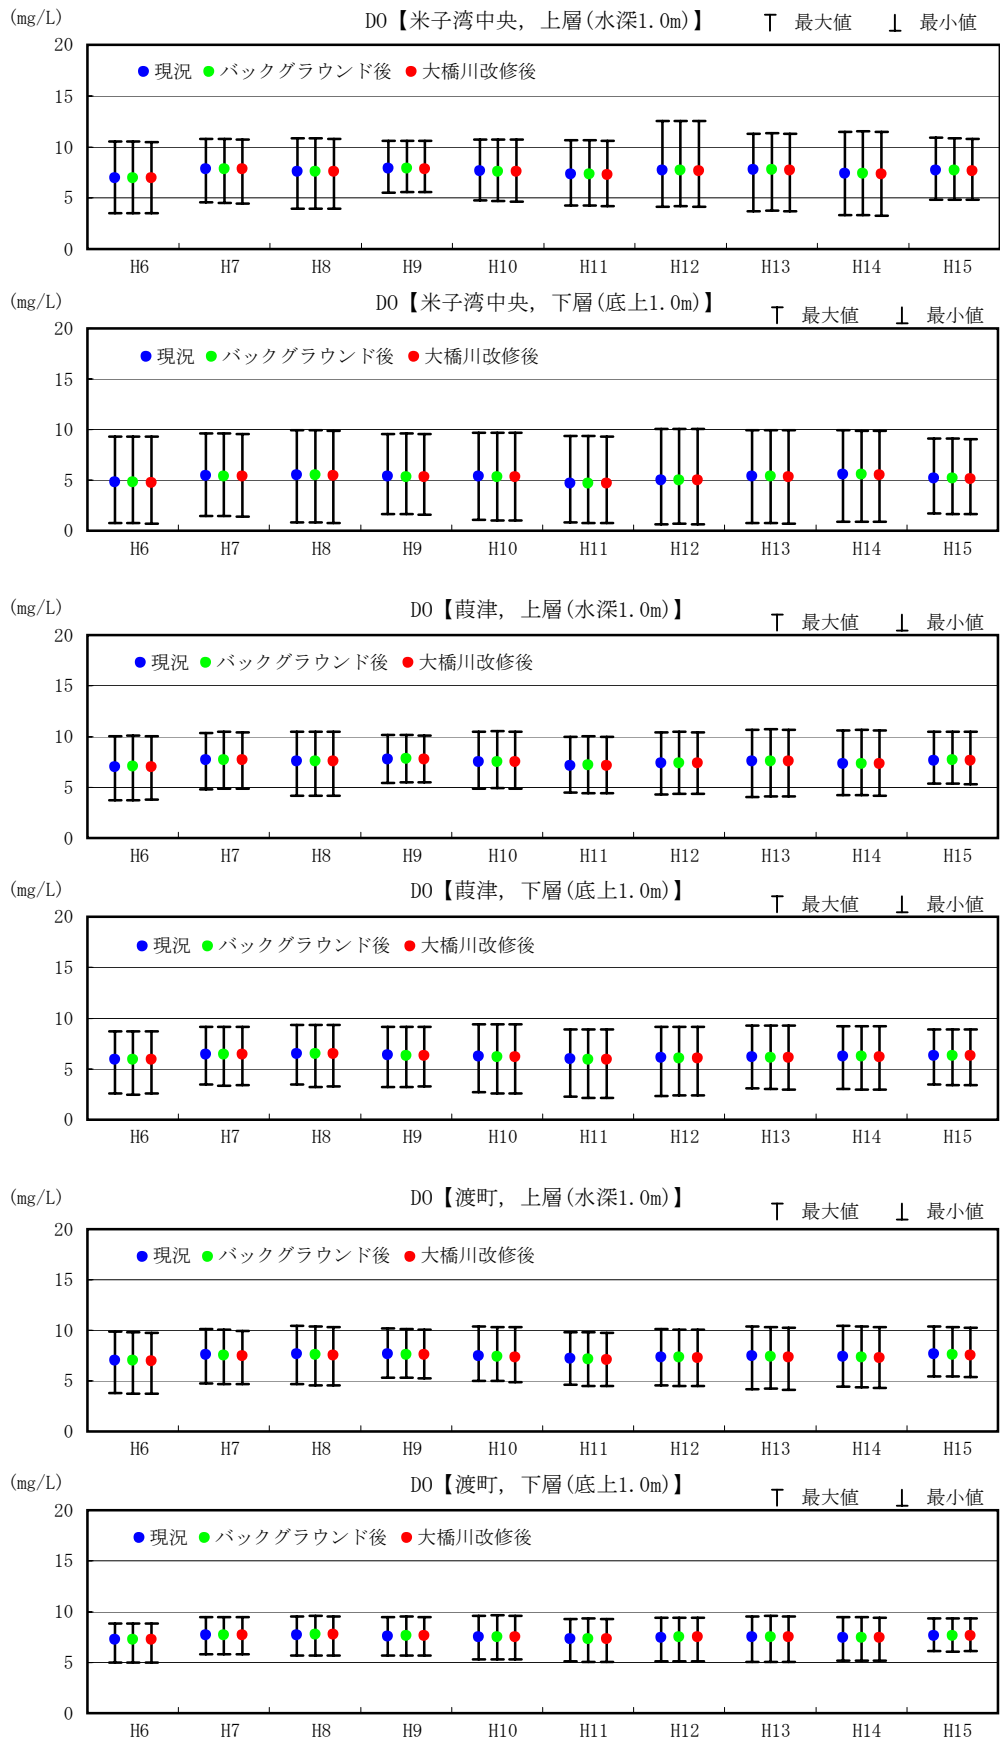 (mg/L) DO【米子湾中央, 上層(水深1.0m)】 最大値 最小値
20
現況 バックグラウンド後 大橋川改修後
15
10
5
0
H6 H7 H8 H9 H10 H11 H12 H13 H14 H15
(mg/L) DO【米子湾中央, 下層(底上1.0m)】 最大値 最小値
20
現況 バックグラウンド後 大橋川改修後
15
10
5
0
H6 H7 H8 H9 H10 H11 H12 H13 H14 H15
(mg/L) DO【葭津, 上層(水深1.0m)】 最大値 最小値
20
現況 バックグラウンド後 大橋川改修後
15
10
5
0
H6 H7 H8 H9 H10 H11 H12 H13 H14 H15
(mg/L) DO【葭津, 下層(底上1.0m)】 最大値 最小値
20
現況 バックグラウンド後 大橋川改修後
15
10
5
0
H6 H7 H8 H9 H10 H11 H12 H13 H14 H15
(mg/L) DO【渡町, 上層(水深1.0m)】 最大値 最小値
20
現況 バックグラウンド後 大橋川改修後
15
10
5
0
H6 H7 H8 H9 H10 H11 H12 H13 H14 H15
(mg/L) DO【渡町, 下層(底上1.0m)】 最大値 最小値
20
現況 バックグラウンド後 大橋川改修後
15
10
5
0
H6 H7 H8 H9 H10 H11 H12 H13 H14 H15